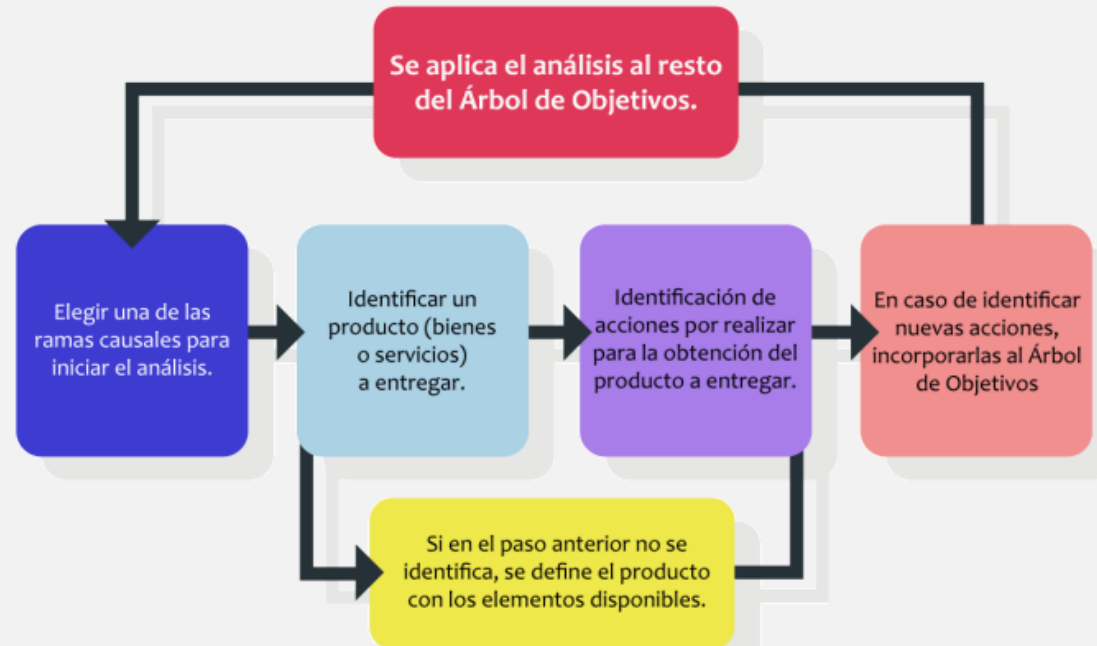 Se aplica el análisis al resto
del Árbol de Objetivos.
Elegir una de las
ramas causales para
iniciar el análisis.
Identificar un
producto (bienes
o servicios)
a entregar.
Identificación de
acciones por realizar
para la obtención del
producto a entregar.
En caso de identificar
nuevas acciones,
incorporarlas al Árbol
de Objetivos
Si en el paso anterior no se
identifica, se define el producto
con los elementos disponibles.